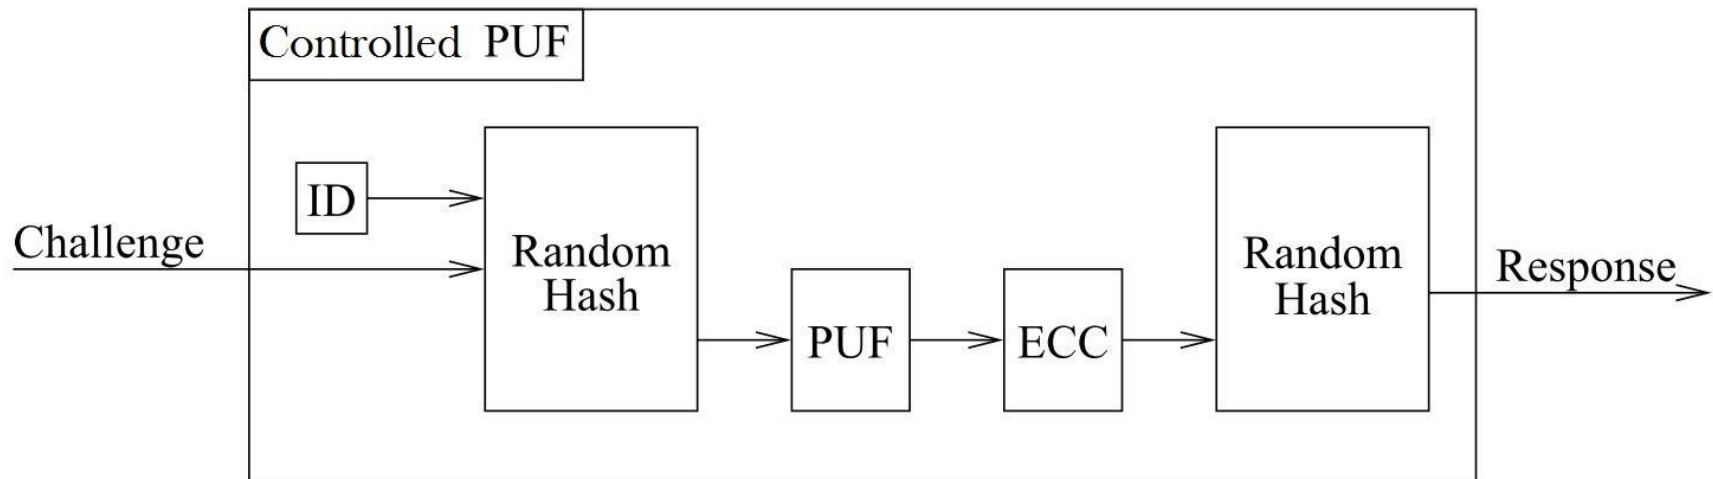 Controlled PUF
ID
Challenge
Random
Hash
PUF
ECC
Random
Hash
Response